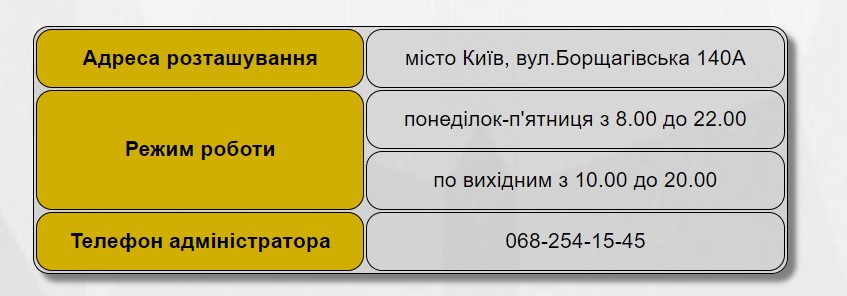 Адреса розташування
місто Київ, вул.Борщагівська 140А
Режим роботи
понеділок-п'ятниця з 8.00 до 22.00
по вихідним з 10.00 до 20.00
Телефон адміністратора
068-254-15-45